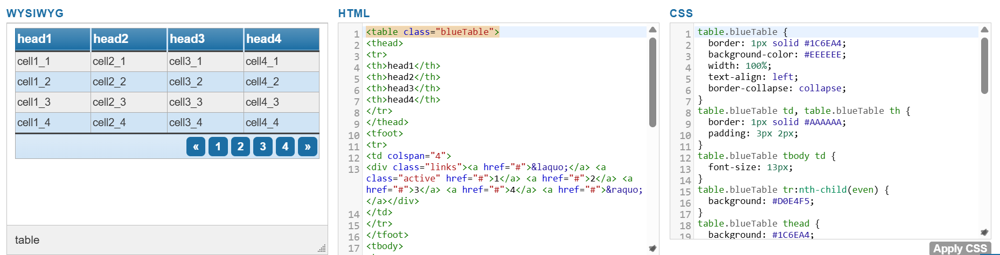 WYSIWYG
head1 head2 head3 head4
cell1_1 cell2_1 cell3_1 cell4_1
cell1_2 cell2_2 cell3_2 cell4_2
cell1_3 cell2_3 cell3_3 cell4_3
cell1_4 cell2_4 cell3_4 cell4_4
« 1 2 3 4 »
table
HTML
1 <table class="blueTable">
2 <thead>
3 <tr>
4 <th>head1</th>
5 <th>head2</th>
6 <th>head3</th>
7 <th>head4</th>
8 </tr>
9 </thead>
10 <tfoot>
11 <tr>
12 <td colspan="4">
13 <div class="links"><a href="#">&laquo;</a> <a
class="active" href="#">1</a> <a href="#">2</a> <a
href="#">3</a> <a href="#">4</a> <a href="#">&raquo;
</a></div>
14 </td>
15 </tr>
16 </tfoot>
17 <tbody>
CSS
1 table.blueTable {
2 border: 1px solid #1C6EA4;
3 background-color: #EEEEEE;
4 width: 100%;
5 text-align: left;
6 border-collapse: collapse;
7 }
8 table.blueTable td, table.blueTable th {
9 border: 1px solid #AAAAAA;
10 padding: 3px 2px;
11 }
12 table.blueTable tbody td {
13 font-size: 13px;
14 }
15 table.blueTable tr:nth-child(even) {
16 background: #D0E4F5;
17 }
18 table.blueTable thead {
19 background: #1C6EA4;
Apply CSS